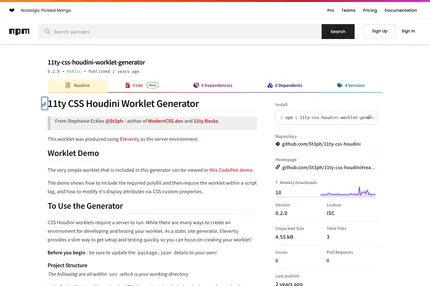 Nostalgic Pickled Mango
Pro
Teams
Pricing
Documentation
npm
Search packages
Search
Sign Up
Sign In
11ty-css-houdini-worklet-generator
0.2.0 • Public • Published 2 years ago
Readme
Code Beta
0 Dependencies
0 Dependents
4 Versions
11ty CSS Houdini Worklet Generator
From Stephanie Eckles @5t3ph - author of ModernCSS.dev and 11ty.Rocks.
This worklet was produced using Eleventy as the server environment.
Worklet Demo
The very simple worklet that is included in this generator can be viewed in this CodePen demo.
The demo shows how to include the required polyfill and then require the worklet within a script
tag, and how to modify it's display attributes via CSS custom properties.
To Use the Generator
CSS Houdini worklets require a server to run. While there are many ways to create an
environment for developing and testing your worklet. As a static site generator, Eleventy
provides a slim way to get setup and testing quickly so you can focus on creating your worklet!
Before you begin - be sure to update the package.json details to your own!
Project Structure
The following are all within src which is your working directory
Install
npm i 11ty-css-houdini-worklet-gener
Repository
github.com/5t3ph/11ty-css-houdini
Homepage
github.com/5t3ph/11ty-css-houdini#rea...
Weekly Downloads
10
Version
License
0.2.0
ISC
Unpacked Size
Total Files
4.55 kB
3
Issues
Pull Requests
0
0
Last publish
2 years ago